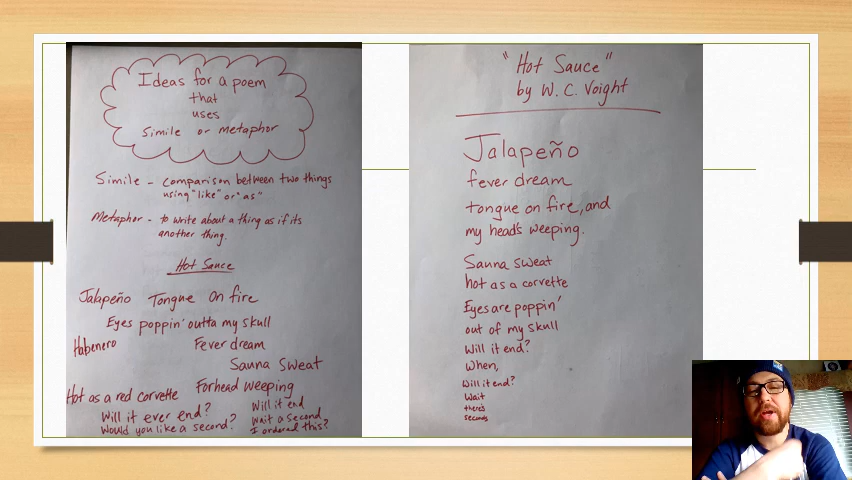 Ideas for a poem
that
uses
Simile or metaphor
Simile - comparison between two things
using "like" or "as"
Metaphor - to write about a thing as if its
another thing.
Hot Sauce
Jalapeño Tongue On fire
Eyes poppin' outta my skull
Habenero Fever dream
Sauna Sweat
Hot as a red corvette Forhead weeping
Will it ever end?
Would you like a second?
Will it end
Wait a second
I ordered this?
"Hot Sauce"
by W. C. Voight
Jalapeño
fever dream
tongue on fire, and
my head's weeping.
Sauna sweat
hot as a corvette
Eyes are poppin'
out of my skull
Will it end?
When,
Will it end?
Wait
there's
seconds